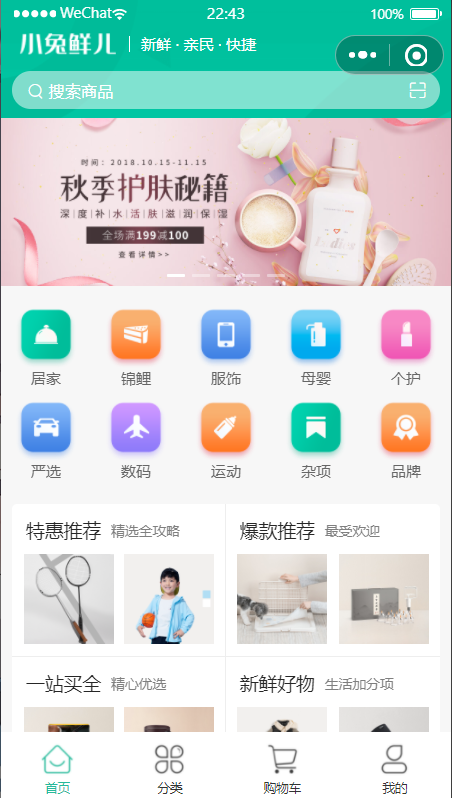 WeChat 22:43 100%
小兔鲜儿 新鲜·亲民·快捷
搜索商品
时间：2018.10.15-11.15
秋季护肤秘籍
深度补水活肤滋润保湿
全场满199减100
查看详情>>
居家 锦鲤 服饰 母婴 个护
严选 数码 运动 杂项 品牌
特惠推荐 精选全攻略 爆款推荐 最受欢迎
一站买全 精心优选 新鲜好物 生活加分项
首页 分类 购物车 我的